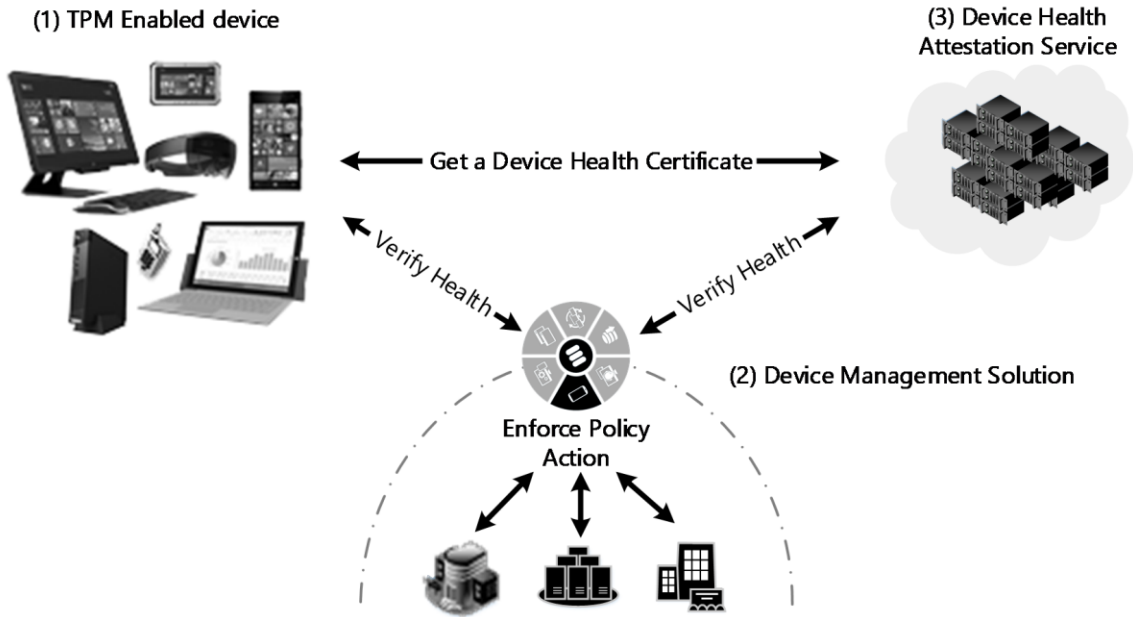 (1) TPM Enabled device
(3) Device Health
Attestation Service
Get a Device Health Certificate
Verify Health
Verify Health
(2) Device Management Solution
Enforce Policy
Action